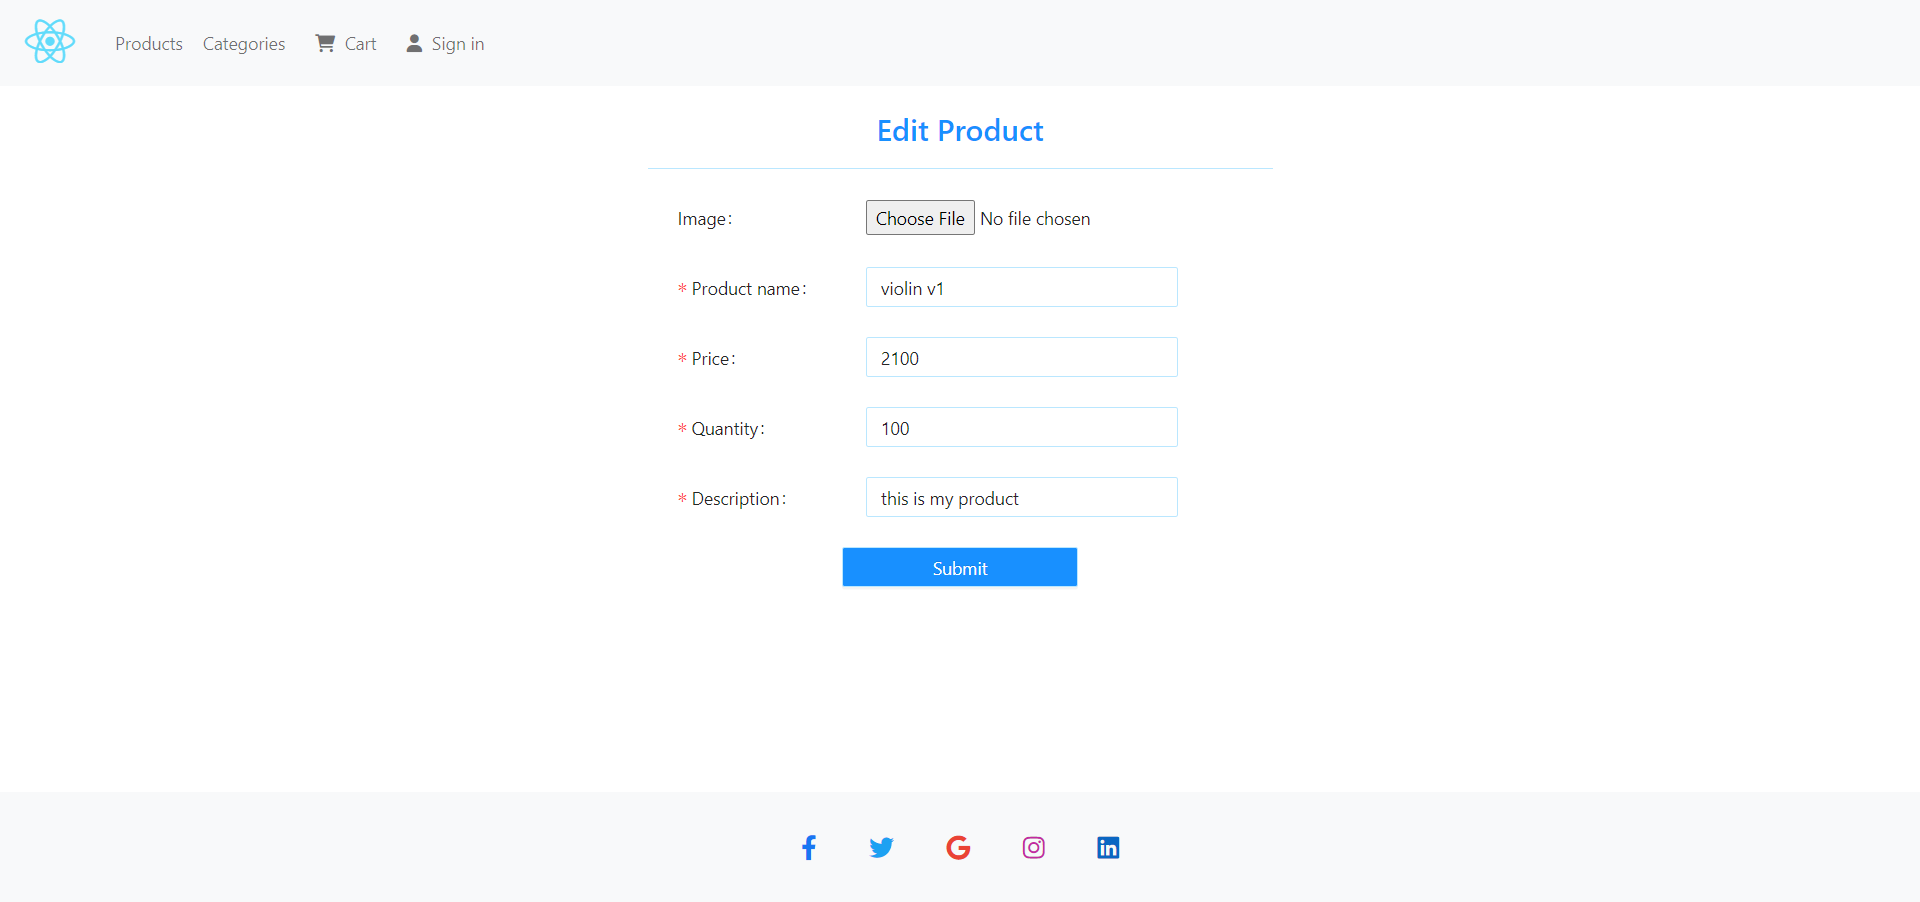 Products Categories Cart Sign in
Edit Product
Image: Choose File No file chosen
* Product name: violin v1
* Price: 2100
* Quantity: 100
* Description: this is my product
Submit